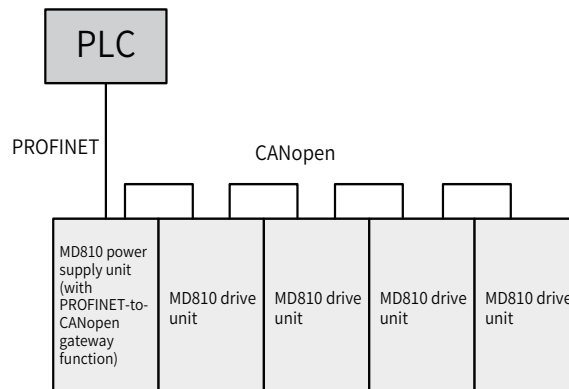 PLC
PROFINET
CANopen
MD810 power
supply unit
(with
PROFINET-to-
CANopen
gateway
function)
MD810 drive
unit
MD810 drive
unit
MD810 drive
unit
MD810 drive
unit